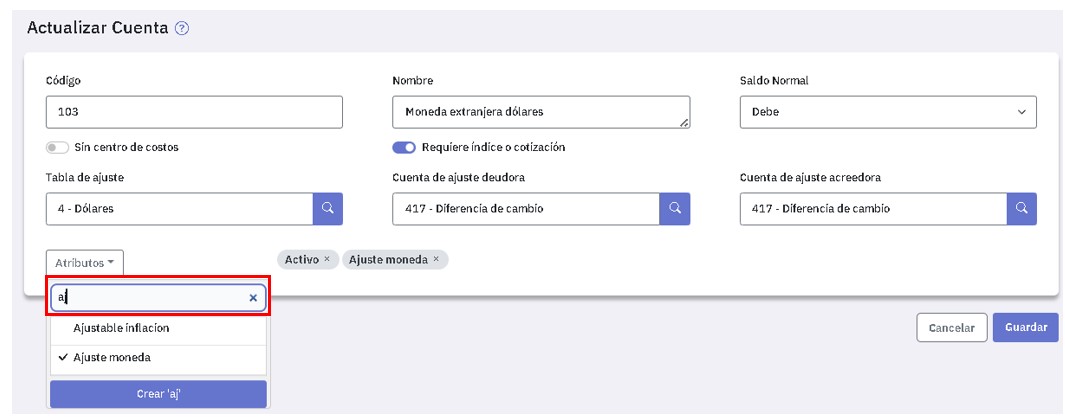 Actualizar Cuenta ?
Código
Nombre
Saldo Normal
103
Moneda extranjera dólares
Debe
Sin centro de costos
Requiere índice o cotización
Tabla de ajuste
Cuenta de ajuste deudora
Cuenta de ajuste acreedora
4 - Dólares
417 - Diferencia de cambio
417 - Diferencia de cambio
Atributos
Activo ×
Ajuste moneda ×
aj
×
Ajustable inflacion
Ajuste moneda
Crear 'aj'
Cancelar
Guardar